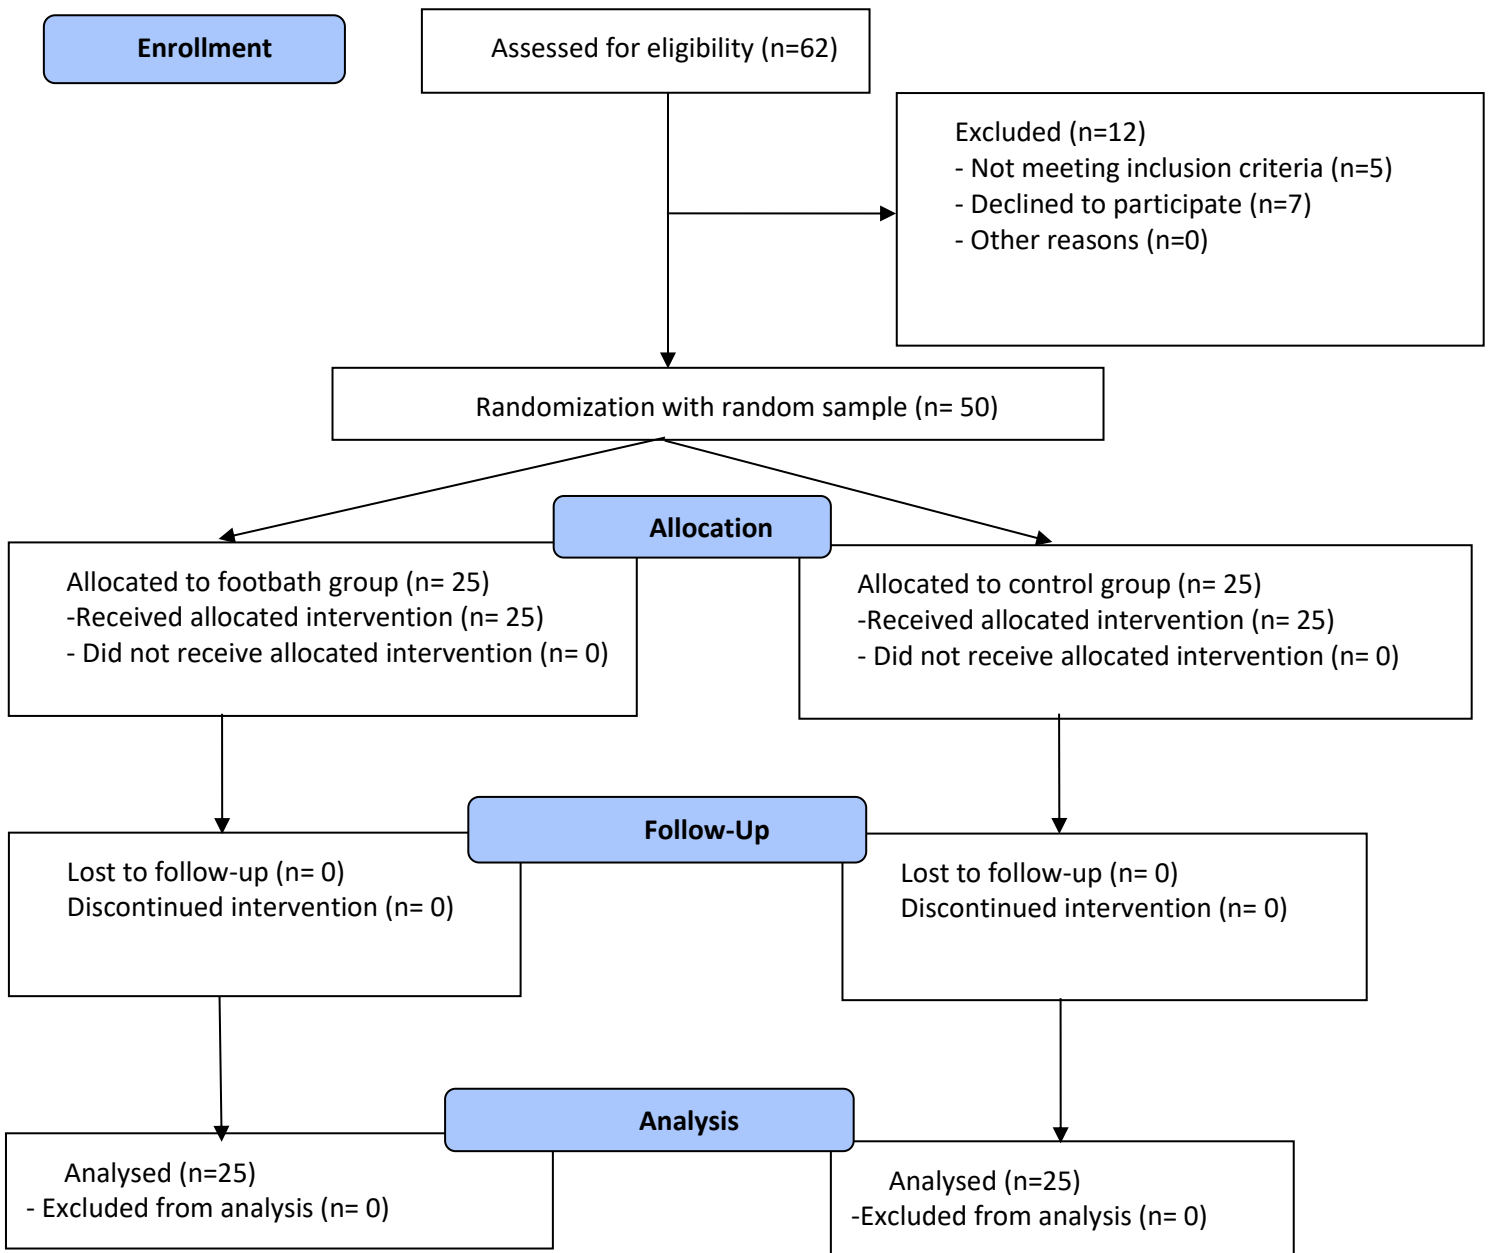 Enrollment
Assessed for eligibility (n=62)
Excluded (n=12)
- Not meeting inclusion criteria (n=5)
- Declined to participate (n=7)
- Other reasons (n=0)
Randomization with random sample (n= 50)
Allocation
Allocated to footbath group (n= 25)
-Received allocated intervention (n= 25)
- Did not receive allocated intervention (n= 0)
Allocated to control group (n= 25)
-Received allocated intervention (n= 25)
- Did not receive allocated intervention (n= 0)
Follow-Up
Lost to follow-up (n= 0)
Discontinued intervention (n= 0)
Lost to follow-up (n= 0)
Discontinued intervention (n= 0)
Analysis
Analysed (n=25)
- Excluded from analysis (n= 0)
Analysed (n=25)
-Excluded from analysis (n= 0)